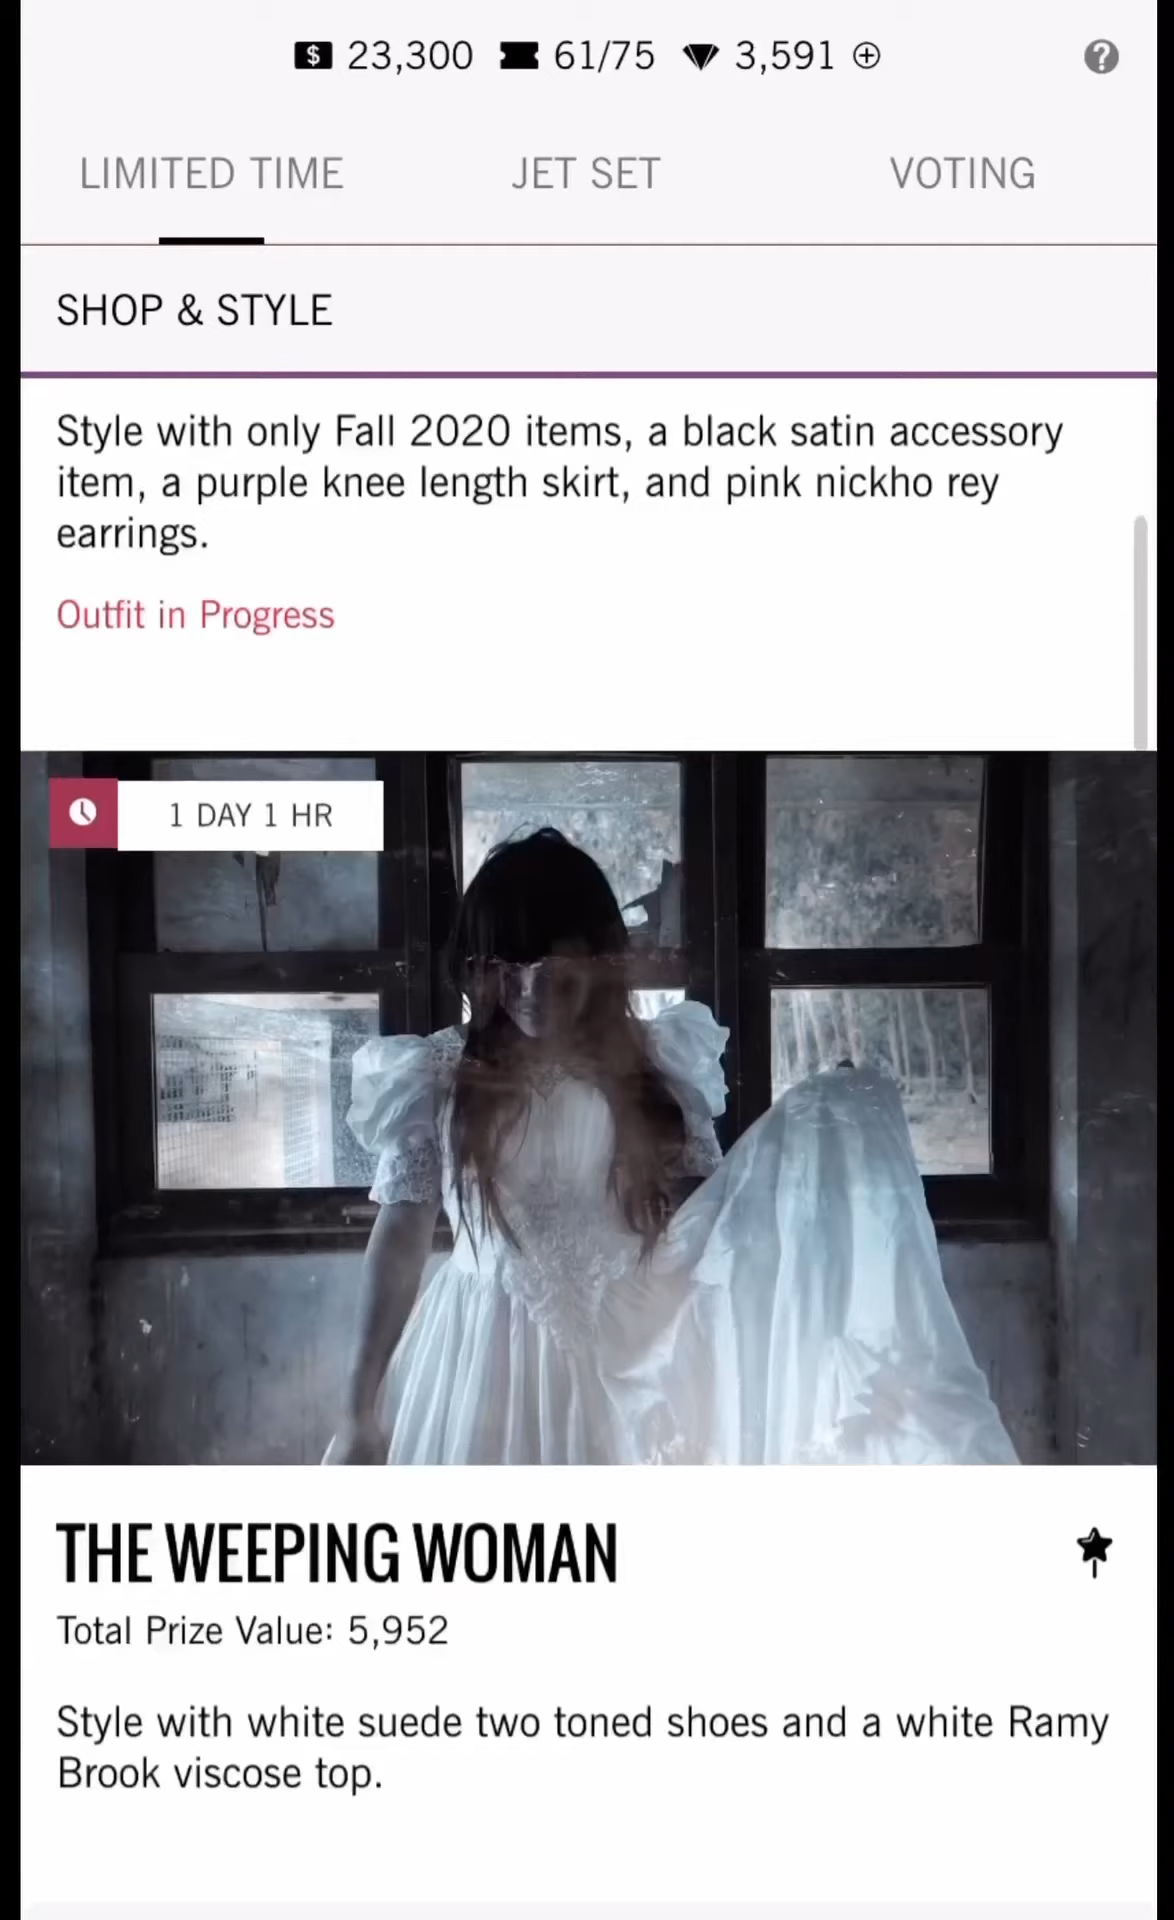 $ 23,300 61/75 3,591 + ?
LIMITED TIME JET SET VOTING
SHOP & STYLE
Style with only Fall 2020 items, a black satin accessory
item, a purple knee length skirt, and pink nickho rey
earrings.
Outfit in Progress
1 DAY 1 HR
THE WEEPING WOMAN
Total Prize Value: 5,952
Style with white suede two toned shoes and a white Ramy
Brook viscose top.